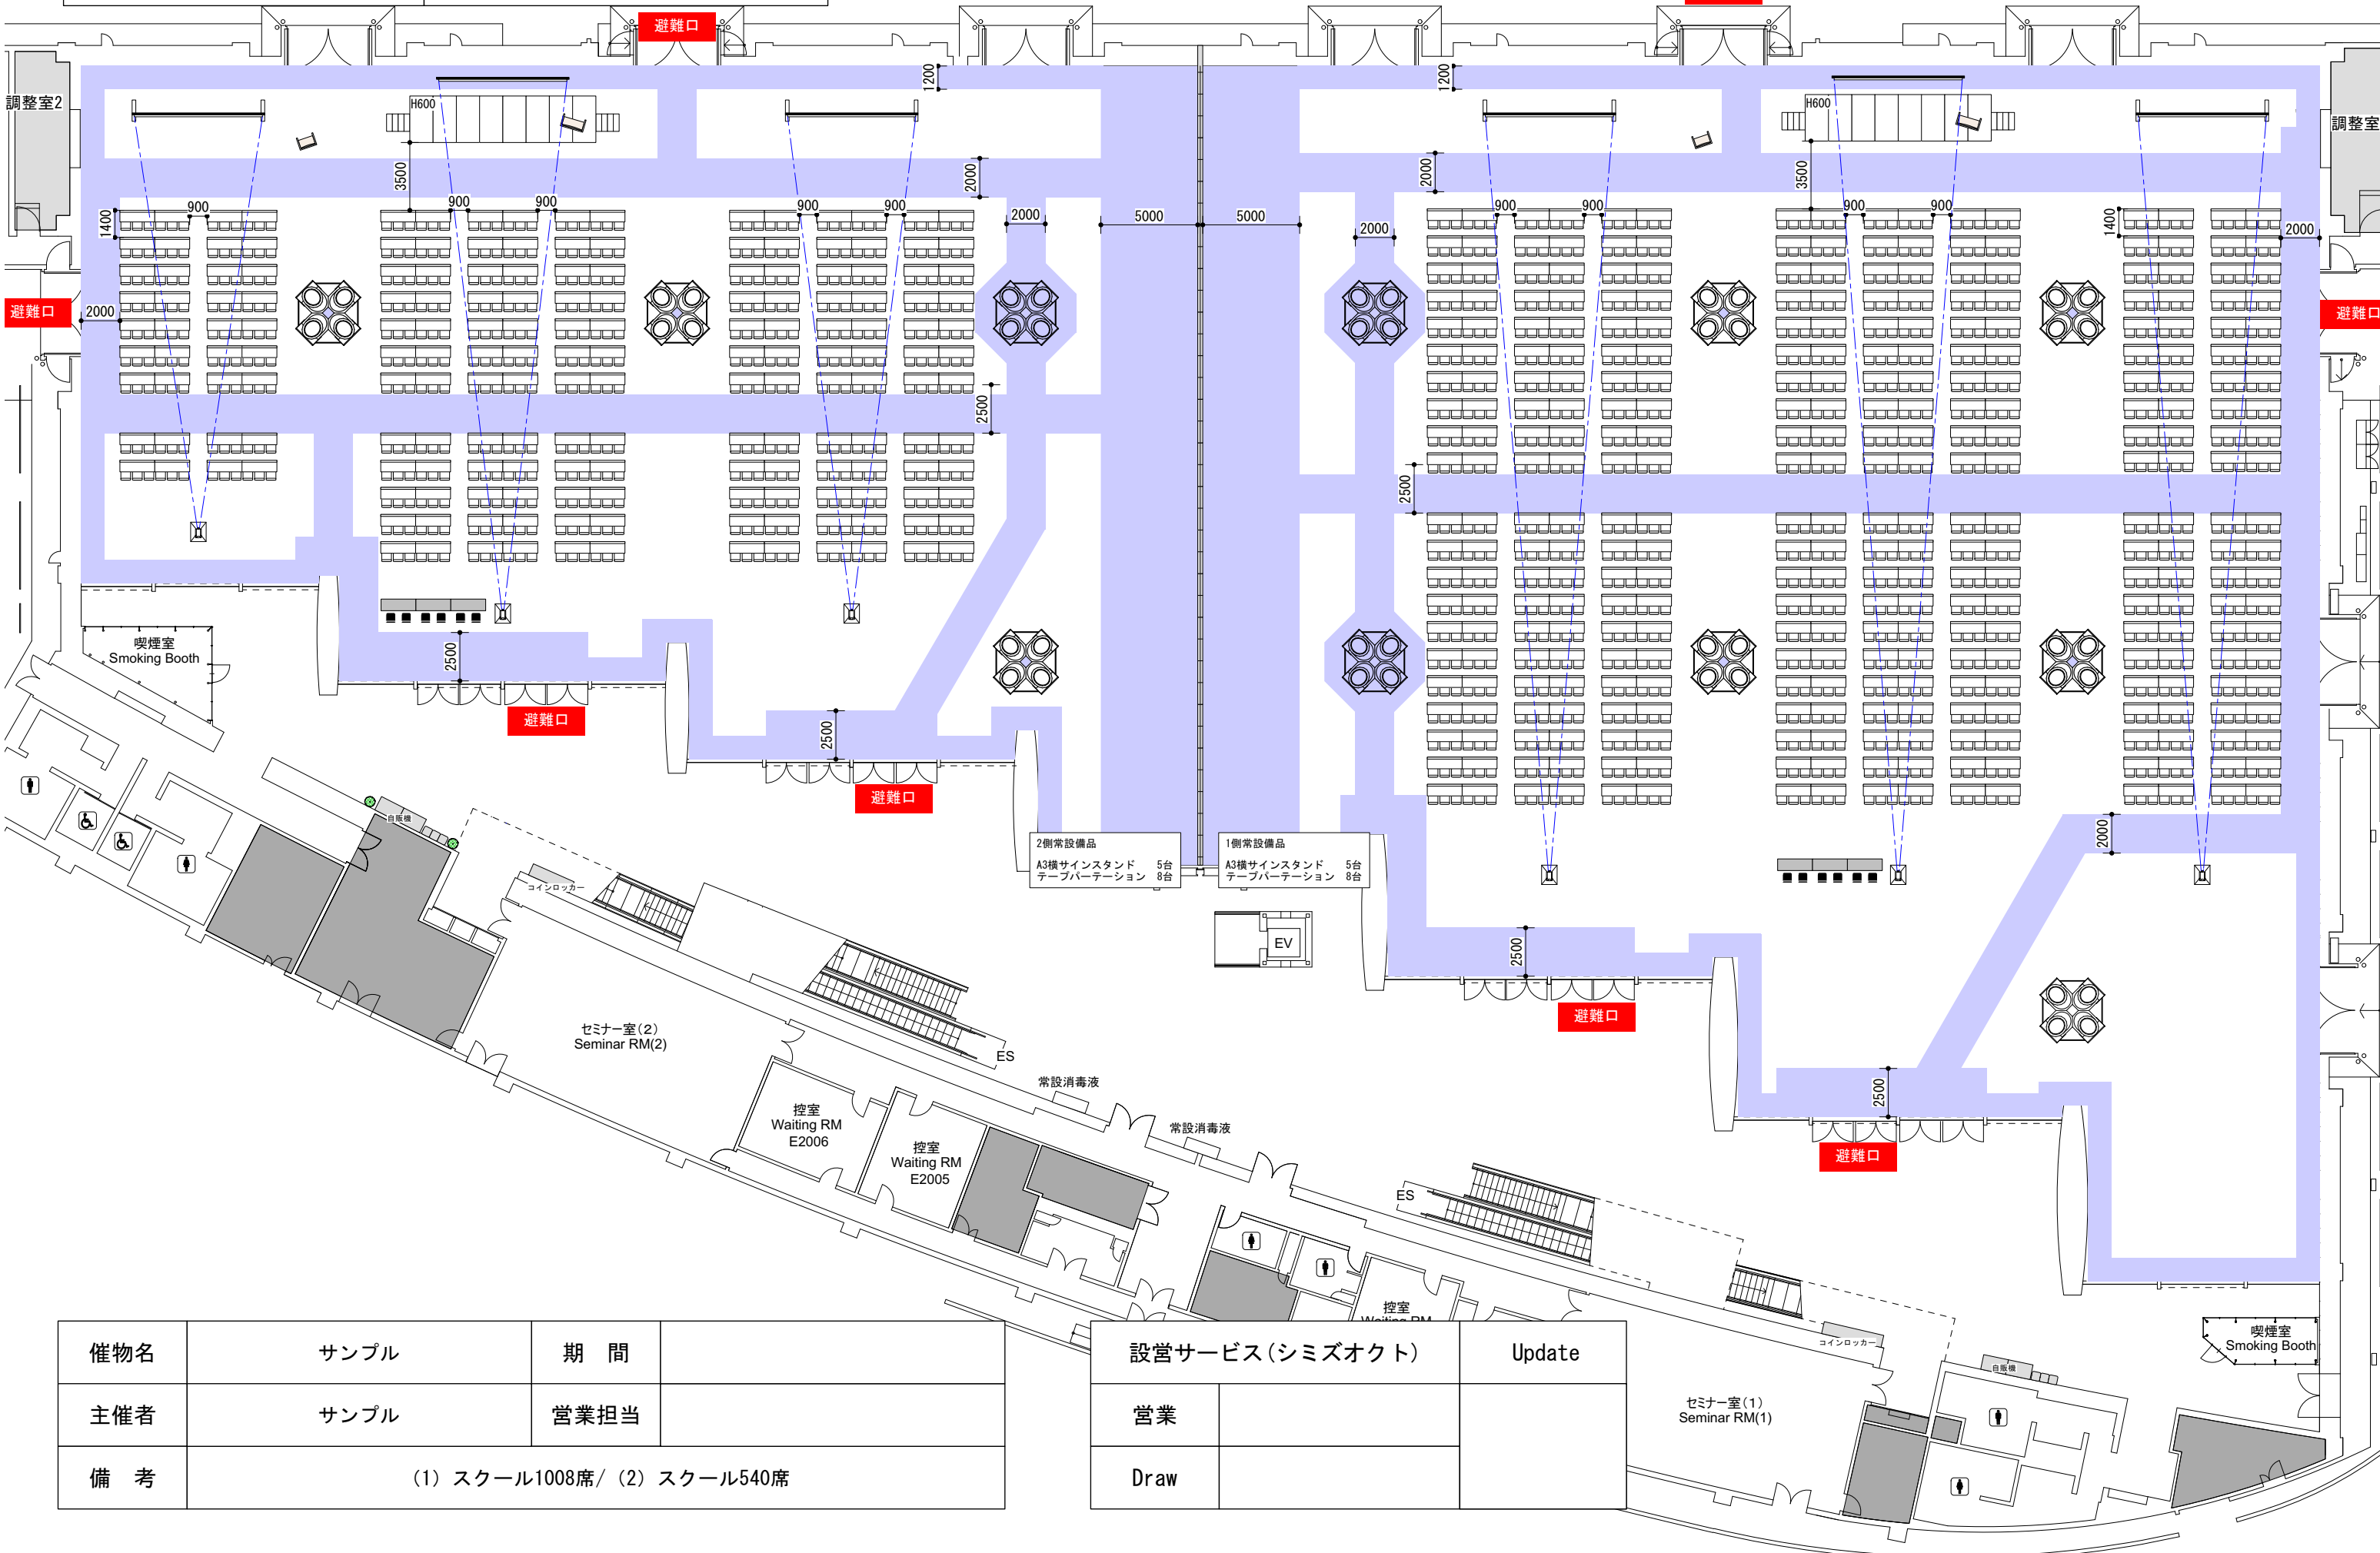 避難口
調整室2
H600
1200
1200
H600
調整室
3500
2000
2000
3500
900
900
900
900
900
900
900
900
900
1400
1400
2000
5000
5000
2000
2000
避難口
2000
避難口
2500
2500
喫煙室
Smoking Booth
2500
避難口
2500
避難口
自販機
2側常設備品
A3横サインスタンド 5台
テープパーテーション 8台
1側常設備品
A3横サインスタンド 5台
テープパーテーション 8台
2000
コインロッカー
EV
2500
避難口
セミナー室(2)
Seminar RM(2)
ES
常設消毒液
2500
控室
Waiting RM
E2006
控室
Waiting RM
E2005
常設消毒液
避難口
ES
控室
Waiting RM
コインロッカー
喫煙室
Smoking Booth
自販機
セミナー室(1)
Seminar RM(1)
催物名 サンプル 期 間
主催者 サンプル 営業担当
備 考 (1) スクール1008席/ (2) スクール540席
設営サービス(シミズオクト) Update
営業
Draw